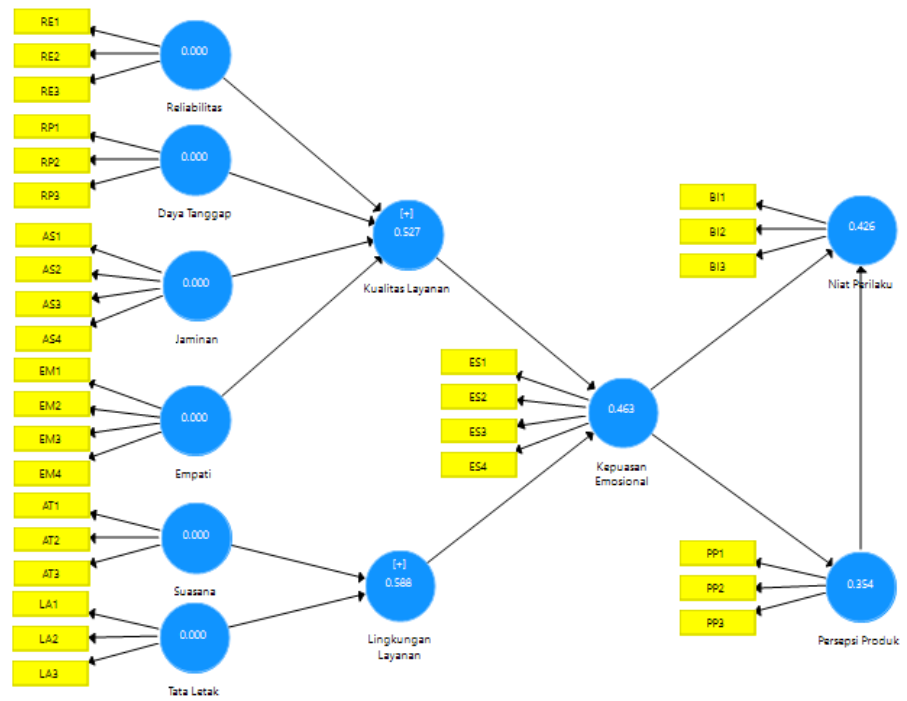 RE1
RE2
RE3
0.000
Reliabilitas
RP1
RP2
RP3
0.000
Daya Tanggap
AS1
AS2
AS3
AS4
0.000
Jaminan
EM1
EM2
EM3
EM4
0.000
Empati
AT1
AT2
AT3
0.000
Suasana
LA1
LA2
LA3
0.000
Tata Letak
[+]
0.527
Kualitas Layanan
[+]
0.588
Lingkungan
Layanan
ES1
ES2
ES3
ES4
0.463
Kepuasan
Emosional
BI1
BI2
BI3
0.426
Niat Perilaku
PP1
PP2
PP3
0.354
Persepsi Produk